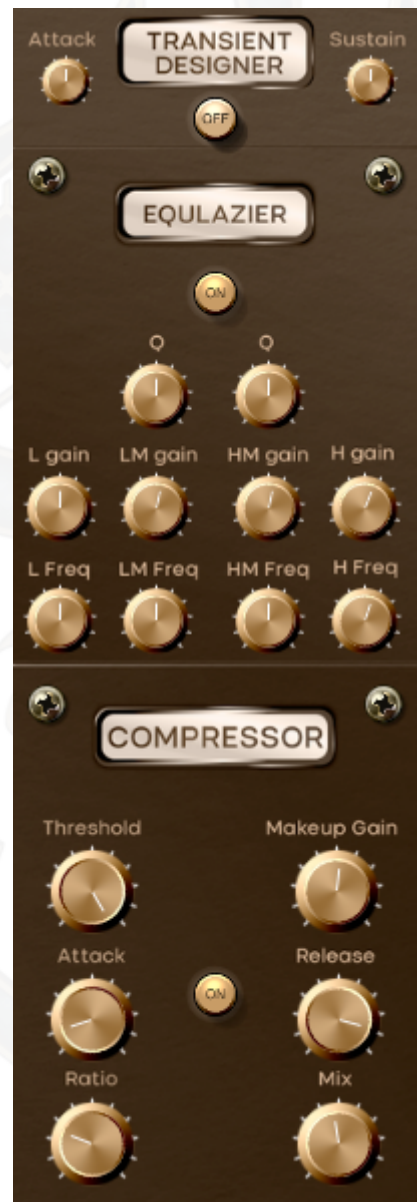 Attack
TRANSIENT
DESIGNER
Sustain
OFF
EQULAZIER
ON
Q Q
L gain LM gain HM gain H gain
L Freq LM Freq HM Freq H Freq
COMPRESSOR
Threshold Makeup Gain
Attack Release
ON
Ratio Mix